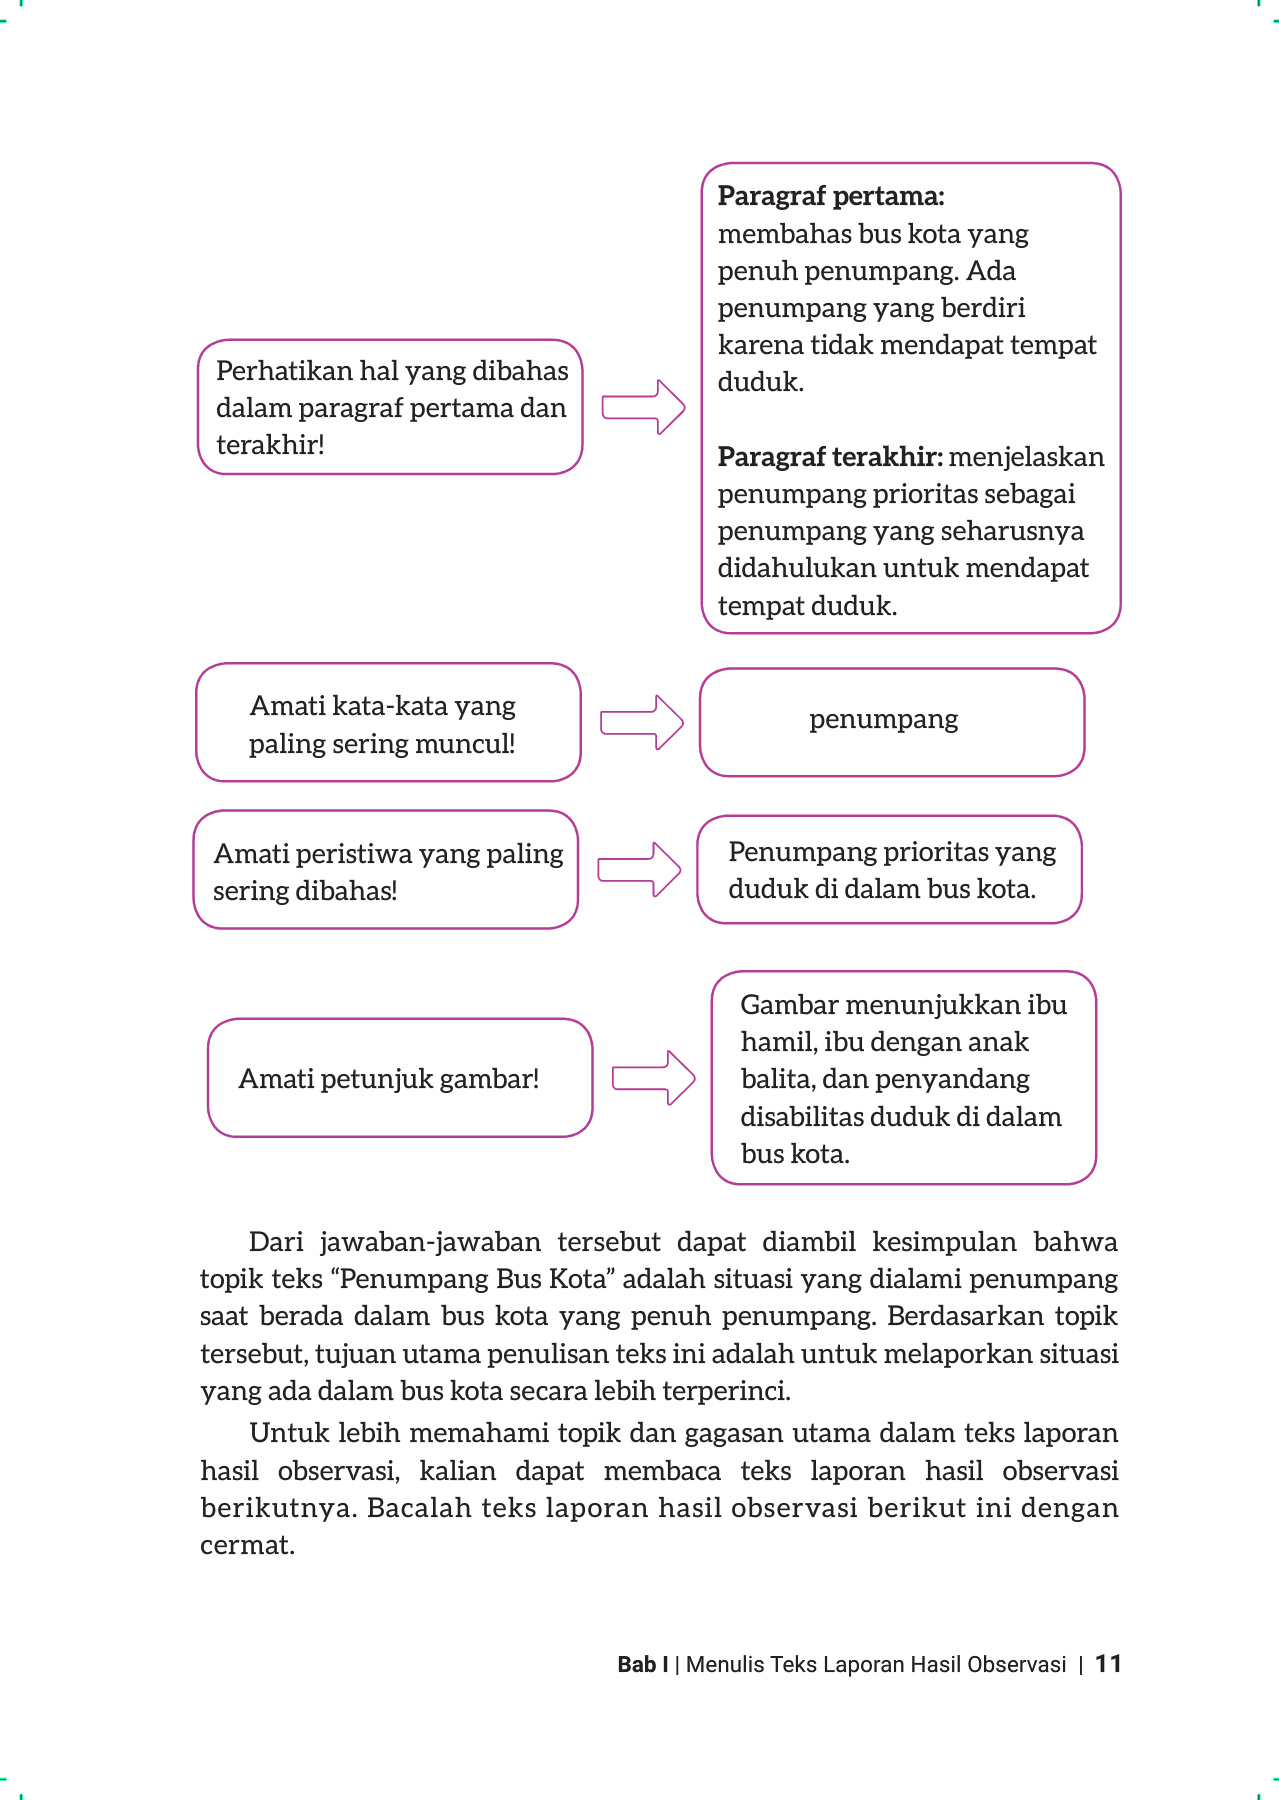 Perhatikan hal yang dibahas
dalam paragraf pertama dan
terakhir!
Paragraf pertama:
membahas bus kota yang
penuh penumpang. Ada
penumpang yang berdiri
karena tidak mendapat tempat
duduk.
Paragraf terakhir: menjelaskan
penumpang prioritas sebagai
penumpang yang seharusnya
didahulukan untuk mendapat
tempat duduk.
Amati kata-kata yang
paling sering muncul!
penumpang
Amati peristiwa yang paling
sering dibahas!
Penumpang prioritas yang
duduk di dalam bus kota.
Amati petunjuk gambar!
Gambar menunjukkan ibu
hamil, ibu dengan anak
balita, dan penyandang
disabilitas duduk di dalam
bus kota.
Dari jawaban-jawaban tersebut dapat diambil kesimpulan bahwa
topik teks “Penumpang Bus Kota” adalah situasi yang dialami penumpang
saat berada dalam bus kota yang penuh penumpang. Berdasarkan topik
tersebut, tujuan utama penulisan teks ini adalah untuk melaporkan situasi
yang ada dalam bus kota secara lebih terperinci.
Untuk lebih memahami topik dan gagasan utama dalam teks laporan
hasil observasi, kalian dapat membaca teks laporan hasil observasi
berikutnya. Bacalah teks laporan hasil observasi berikut ini dengan
cermat.
Bab I | Menulis Teks Laporan Hasil Observasi | 11